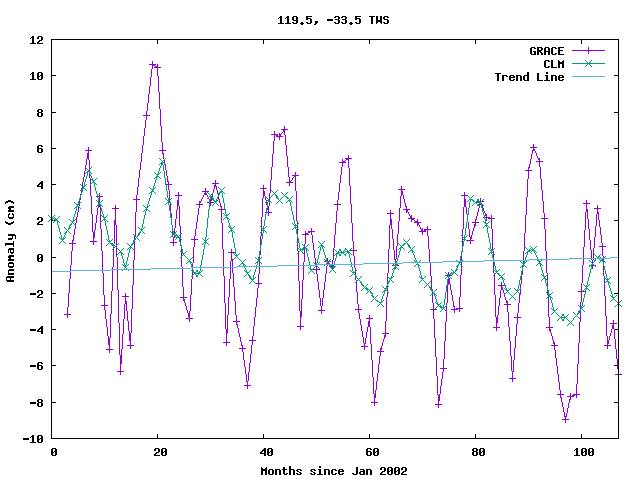 119.5, -33.5 TWS
GRACE
CLM
Trend Line
12
10
8
6
4
2
0
-2
-4
-6
-8
-10
Anomaly (cm)
0 20 40 60 80 100
Months since Jan 2002